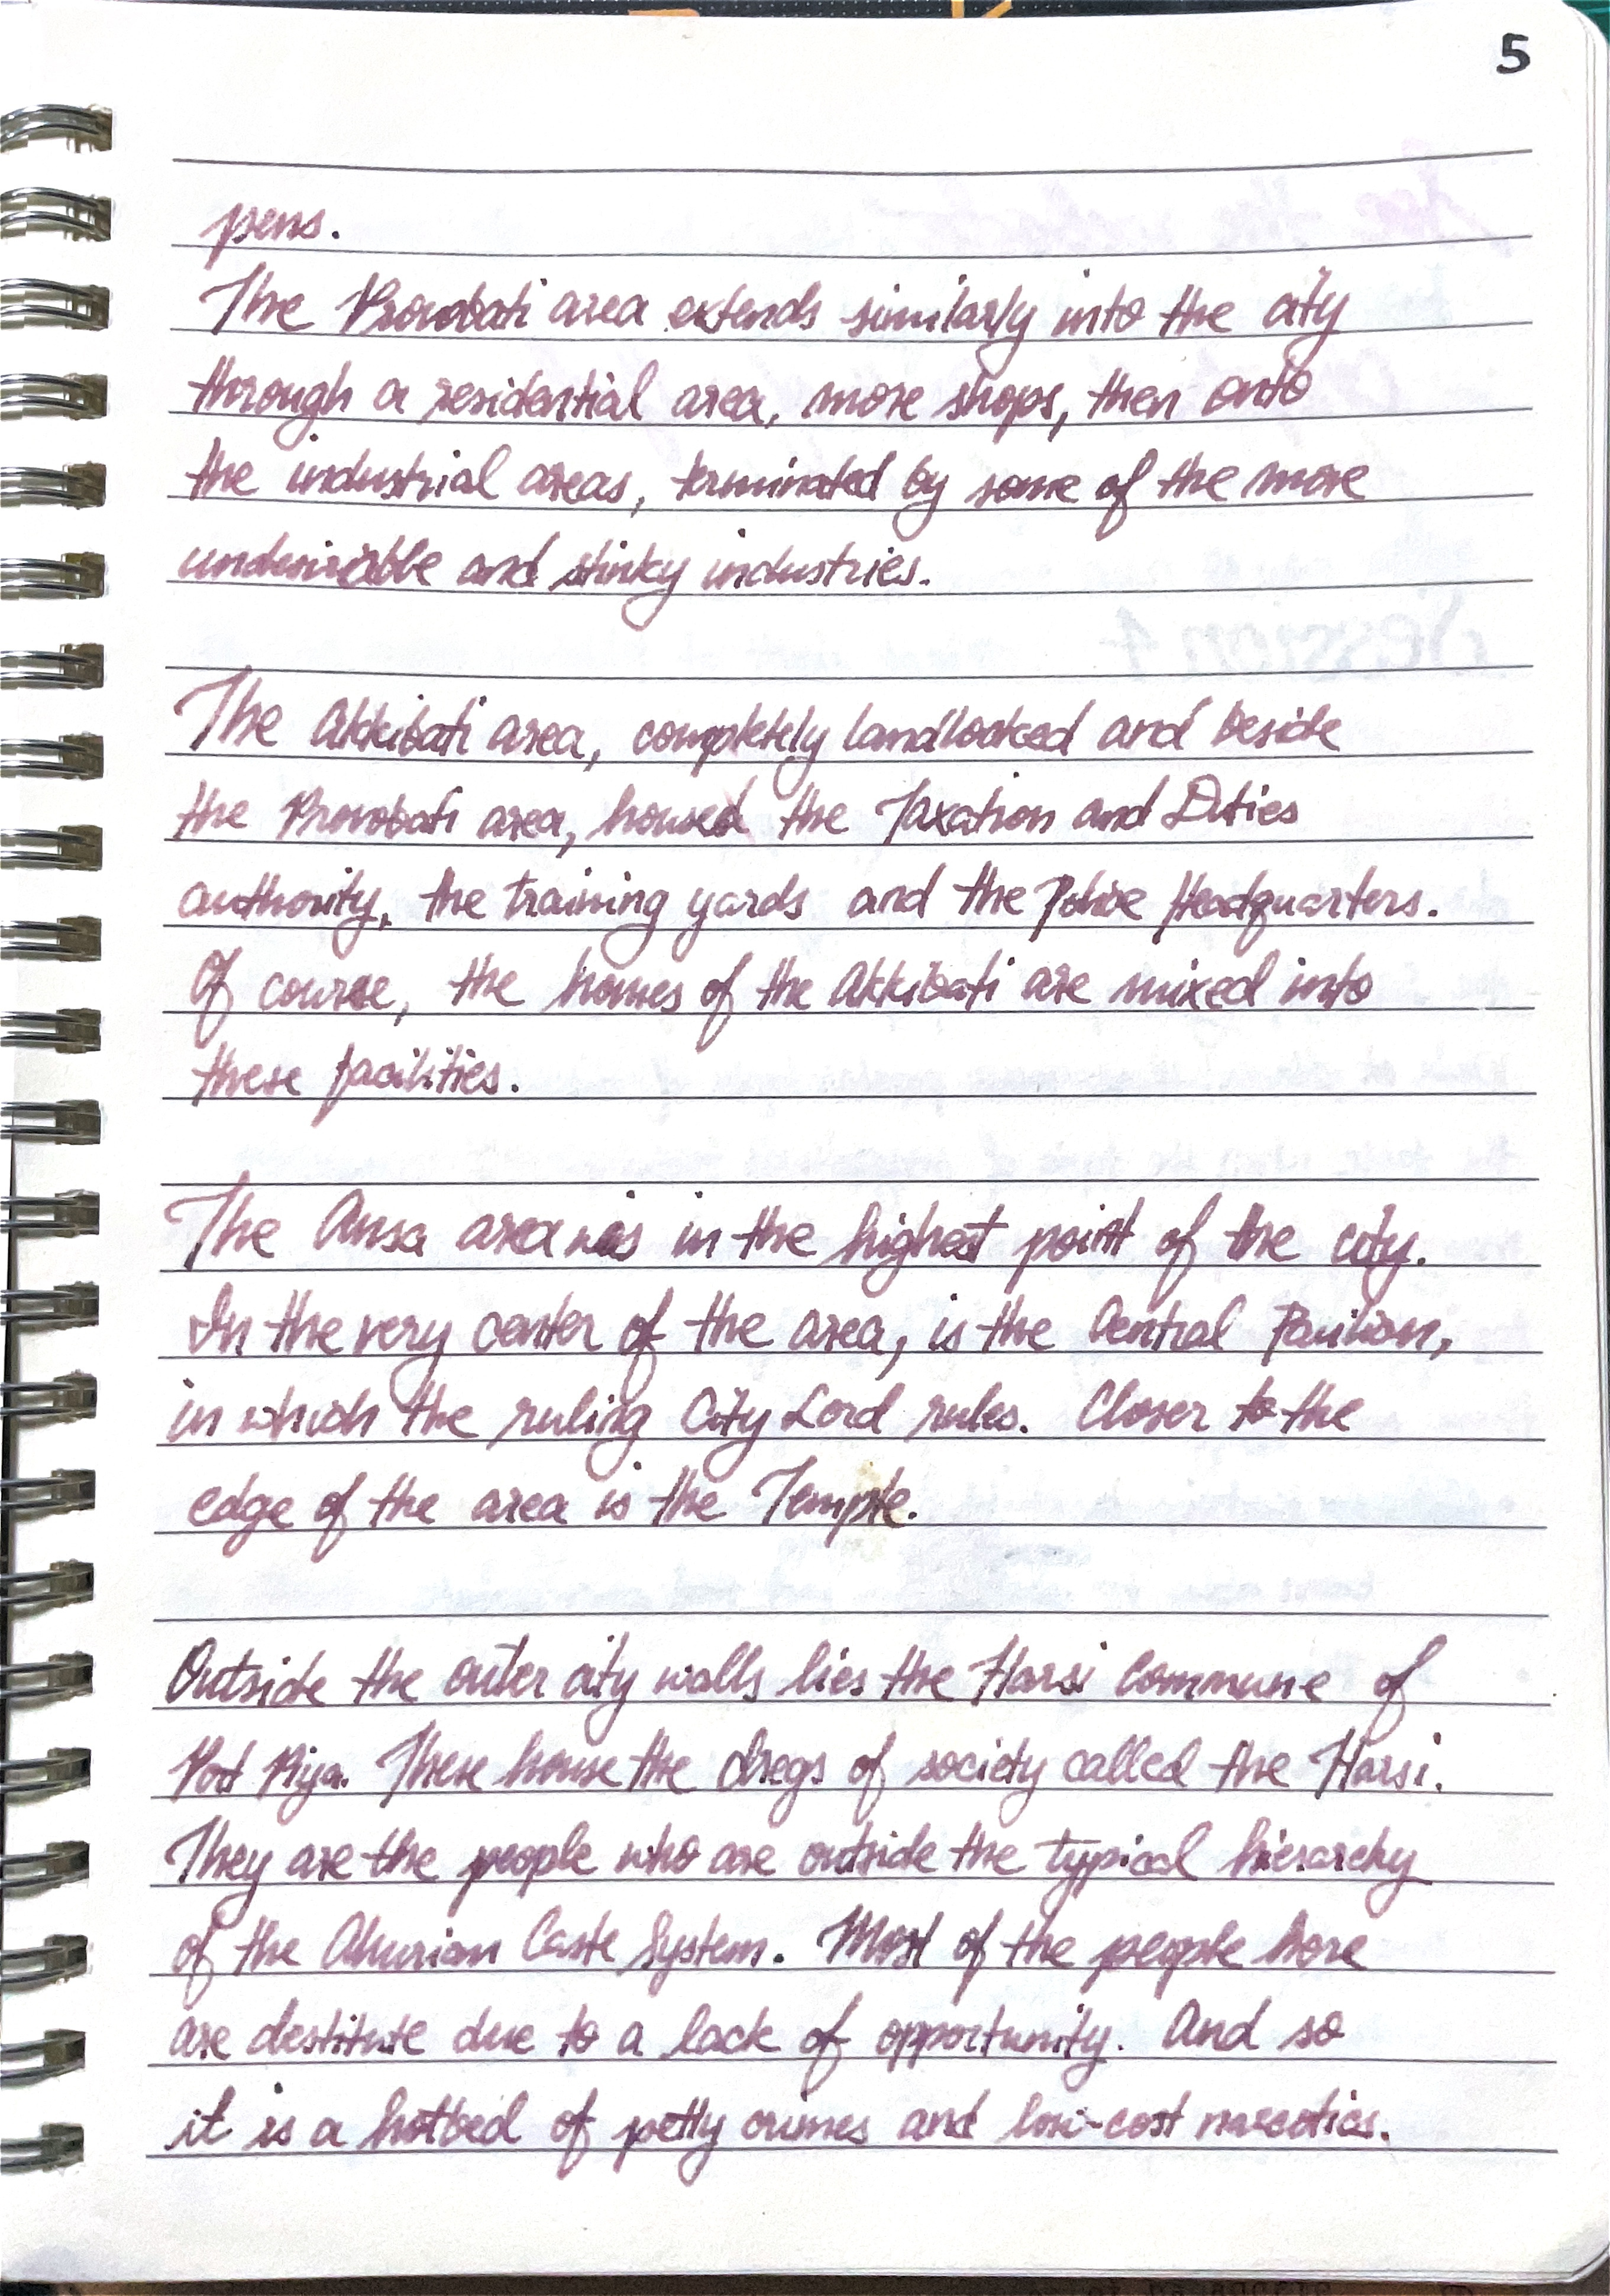 5
pens.
The Provobati area extends similarly into the city
through a residential area, more shops, then onto
the industrial areas, terminated by some of the more
undesirable and stinky industries.
The Akkibati area, completely landlocked and beside
the Provobati area, housed the Taxation and Duties
authority, the training yards and the Police Headquarters.
Of course, the homes of the Akkibati are mixed into
these facilities.
The Ansa area was in the highest point of the city.
In the very center of the area, is the Central Pavilion,
in which the ruling City Lord rules. Closer to the
edge of the area is the Temple.
Outside the outer city walls lies the Harsi Commune of
Port Piya. These house the dregs of society called the Harsi.
They are the people who are outside the typical hierarchy
of the Caste System. Most of the people here
are destitute due to a lack of opportunity. And so
it is a hotbed of petty crimes and low-cost narcotics.